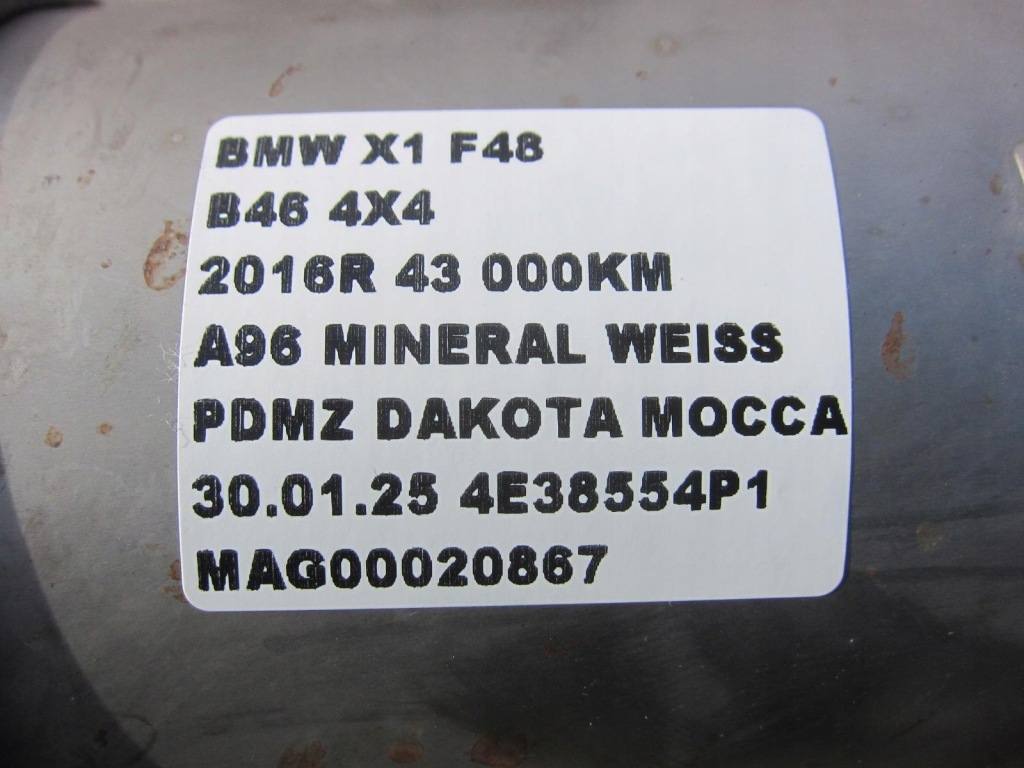 BMW X1 F48
B46 4X4
2016R 43 000KM
A96 MINERAL WEISS
PDMZ DAKOTA MOCCA
30.01.25 4E38554P1
MAG00020867